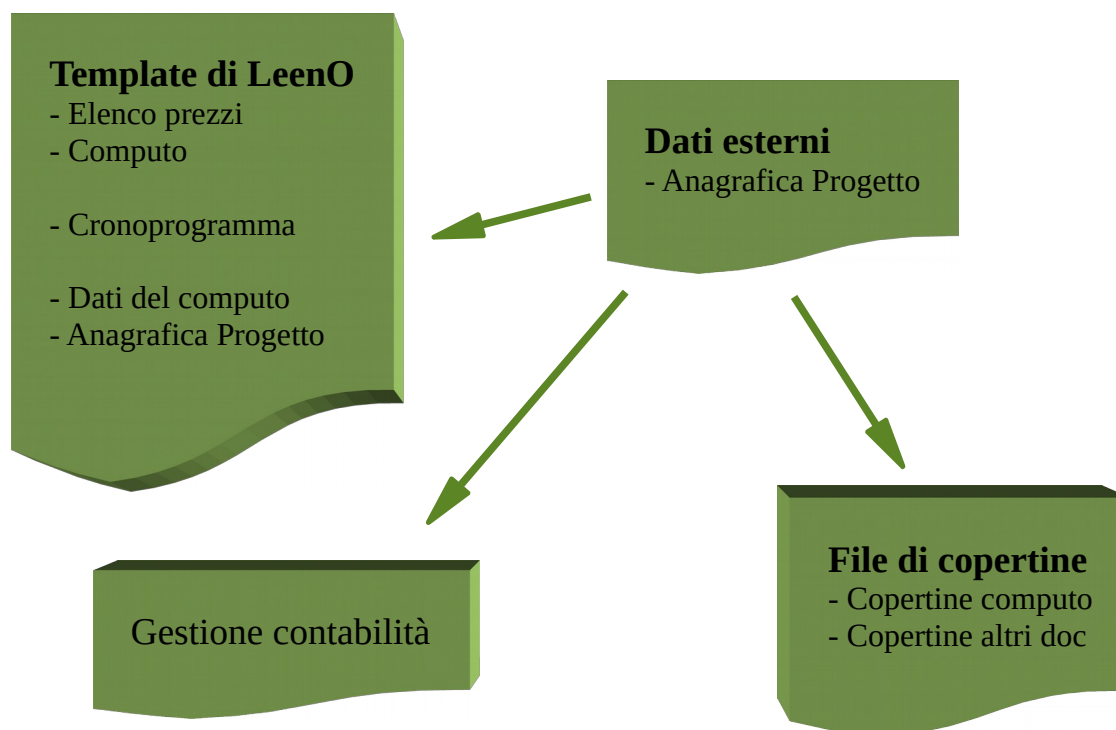 Template di LeenO
- Elenco prezzi
- Computo
- Cronoprogramma
- Dati del computo
- Anagrafica Progetto
Dati esterni
- Anagrafica Progetto
Gestione contabilità
File di copertine
- Copertine computo
- Copertine altri doc